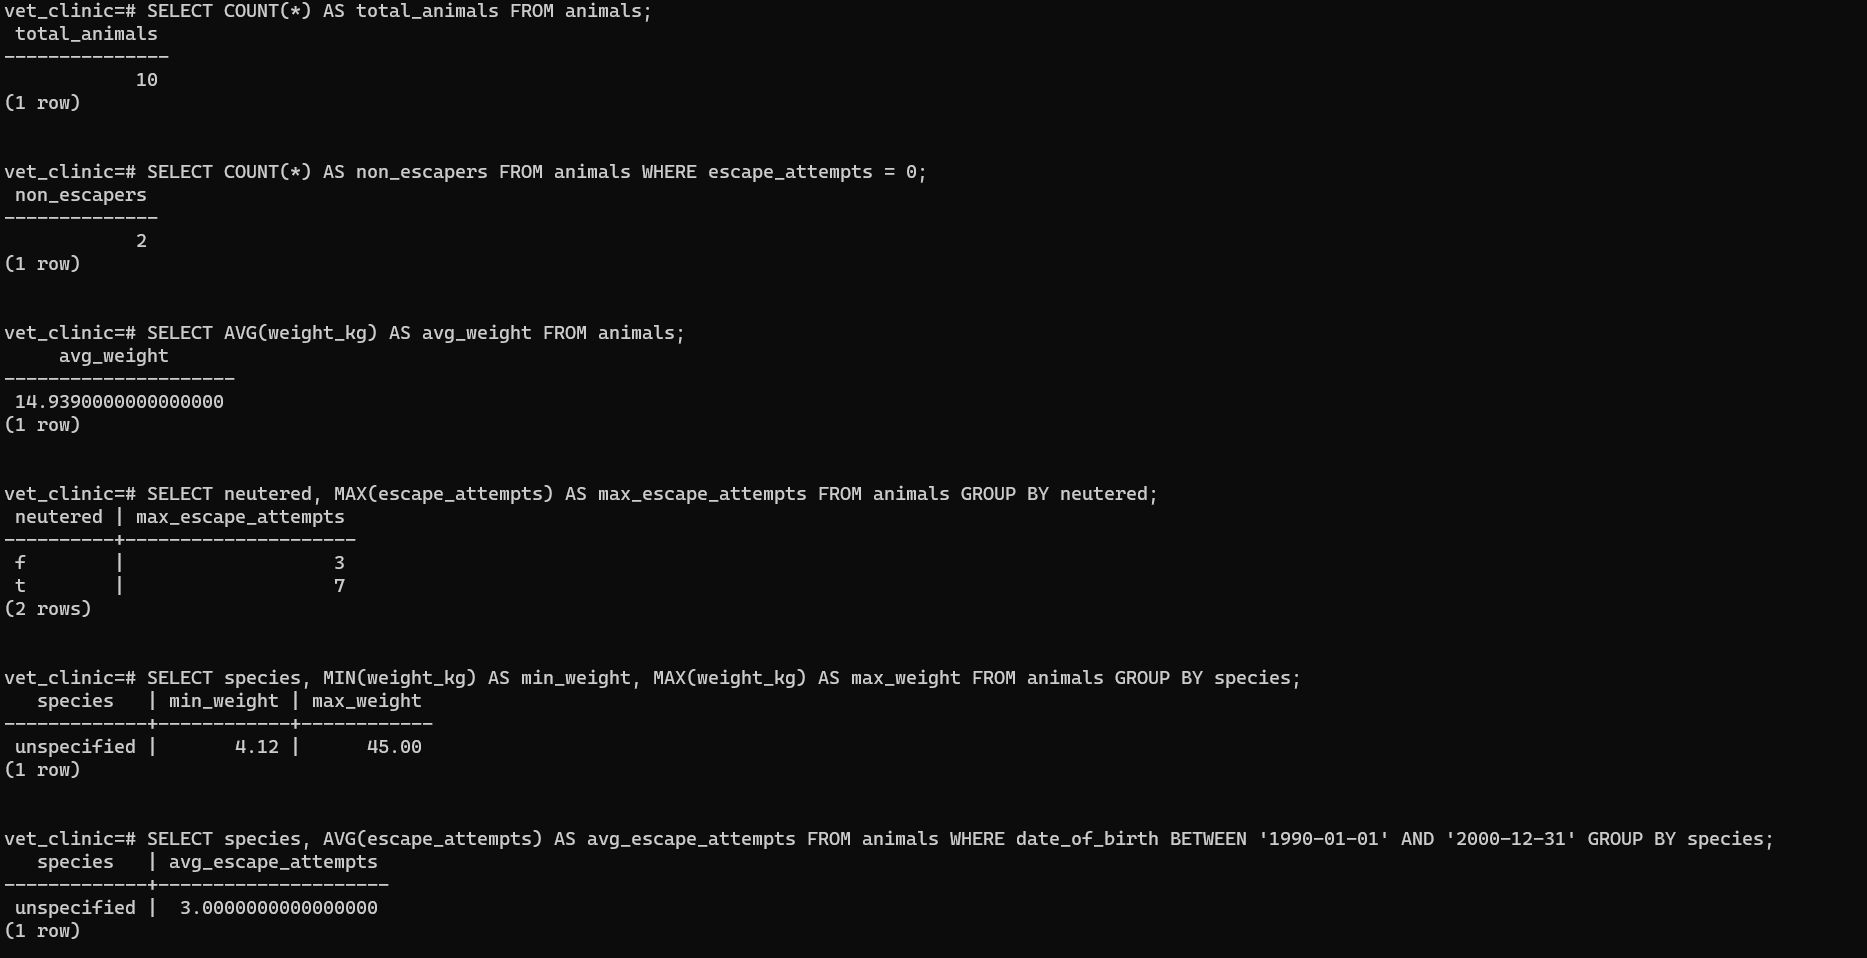 vet_clinic=# SELECT COUNT(*) AS total_animals FROM animals;
 total_animals
---------------
            10
(1 row)


vet_clinic=# SELECT COUNT(*) AS non_escapers FROM animals WHERE escape_attempts = 0;
 non_escapers
--------------
            2
(1 row)


vet_clinic=# SELECT AVG(weight_kg) AS avg_weight FROM animals;
     avg_weight
---------------------
 14.9390000000000000
(1 row)


vet_clinic=# SELECT neutered, MAX(escape_attempts) AS max_escape_attempts FROM animals GROUP BY neutered;
 neutered | max_escape_attempts
----------+---------------------
 f        |                   3
 t        |                   7
(2 rows)


vet_clinic=# SELECT species, MIN(weight_kg) AS min_weight, MAX(weight_kg) AS max_weight FROM animals GROUP BY species;
   species   | min_weight | max_weight
-------------+------------+------------
 unspecified |       4.12 |      45.00
(1 row)


vet_clinic=# SELECT species, AVG(escape_attempts) AS avg_escape_attempts FROM animals WHERE date_of_birth BETWEEN '1990-01-01' AND '2000-12-31' GROUP BY species;
   species   | avg_escape_attempts
-------------+---------------------
 unspecified |  3.0000000000000000
(1 row)